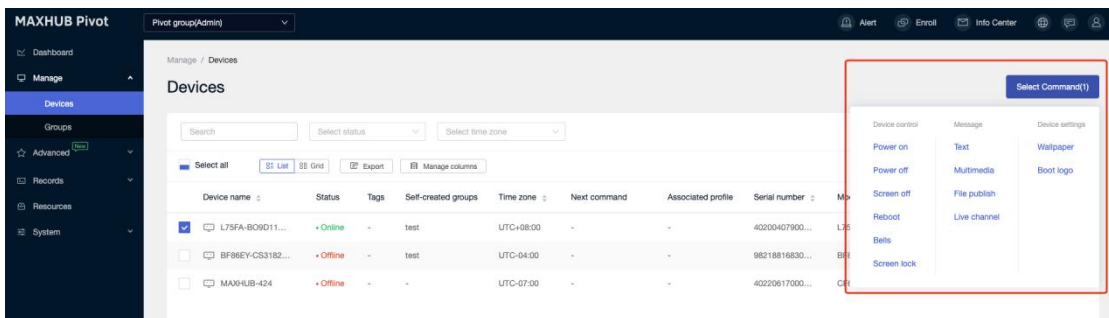 MAXHUB Pivot
Pivot group(Admin)
Alert
Enroll
Info Center
Dashboard
Manage
Devices
Groups
Advanced
New
Records
Resources
System
Manage / Devices
Devices
Select Command(1)
Search
Select status
Select time zone
Select all
List
Grid
Export
Manage columns
Device name Status Tags Self-created groups Time zone Next command Associated profile Serial number
L75FA-BO9D11... • Online - test UTC+08:00 - - 40200407900...
BF86EY-CS3182... • Offline - test UTC-04:00 - - 98218816830...
MAXHUB-424 • Offline - - UTC-07:00 - - 40220617000...
Device control
Power on
Power off
Screen off
Reboot
Bells
Screen lock
Message
Text
Multimedia
File publish
Live channel
Device settings
Wallpaper
Boot logo